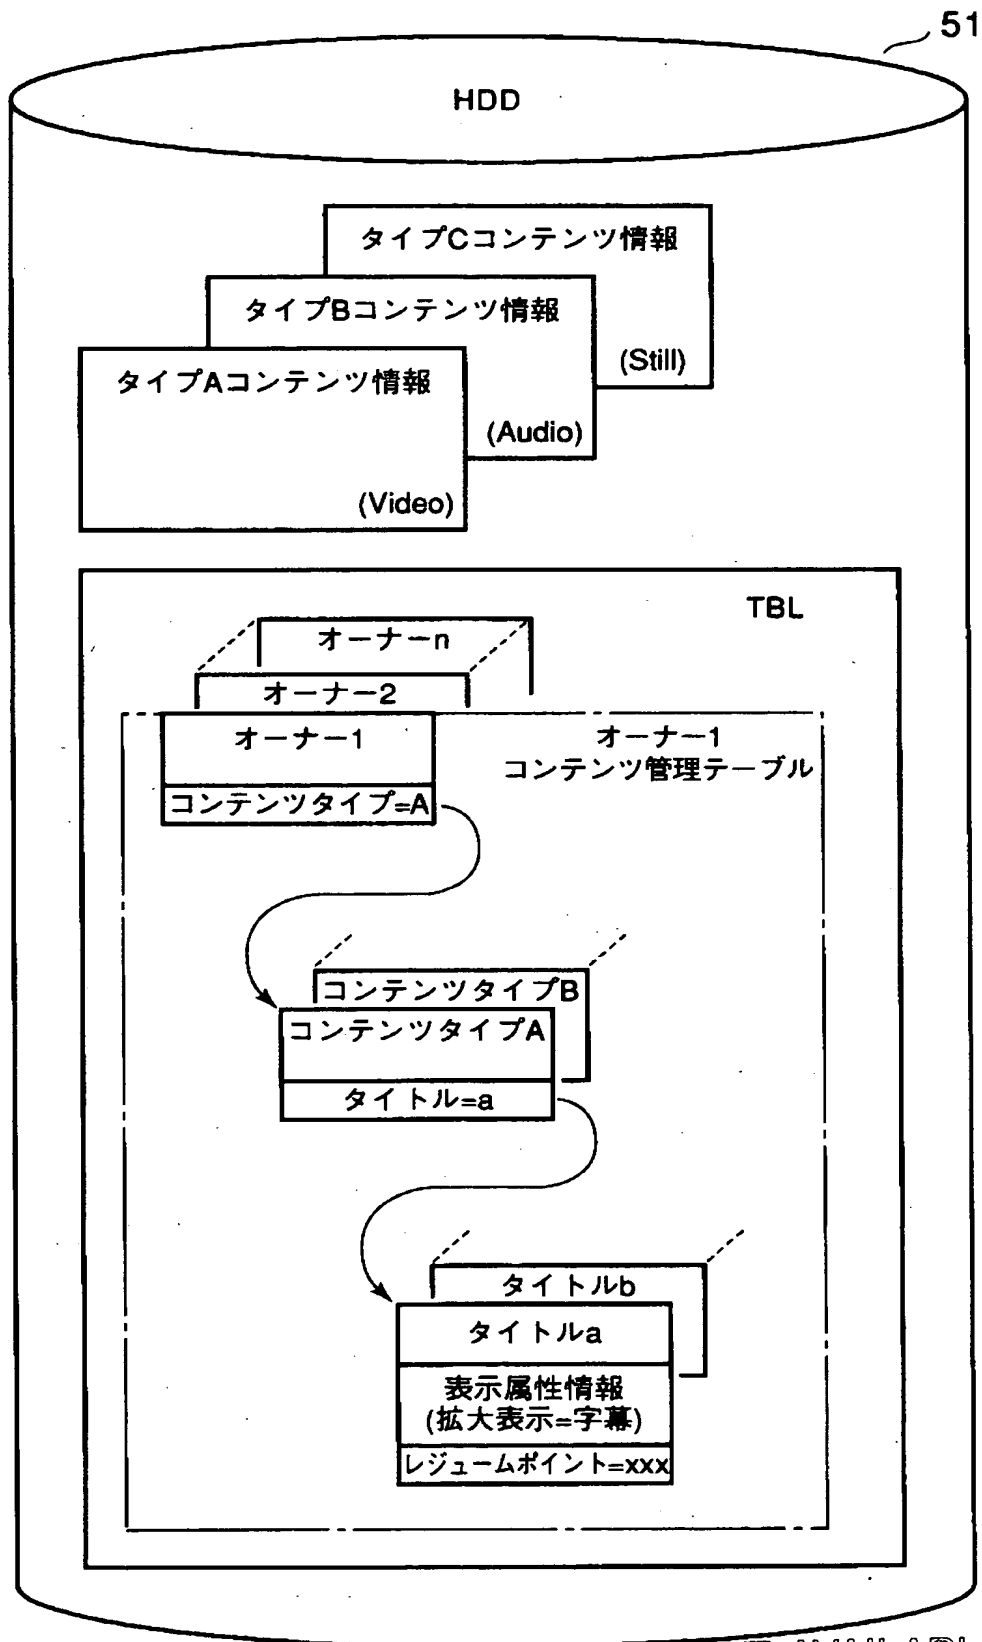 51
HDD
タイプCコンテンツ情報
(Still)
タイプBコンテンツ情報
(Audio)
タイプAコンテンツ情報
(Video)
TBL
オーナーn
オーナー2
オーナー1
コンテンツタイプ=A
オーナー1
コンテンツ管理テーブル
コンテンツタイプB
コンテンツタイプA
タイトル=a
タイトルb
タイトルa
表示属性情報
(拡大表示=字幕)
レジュームポイント=xxx